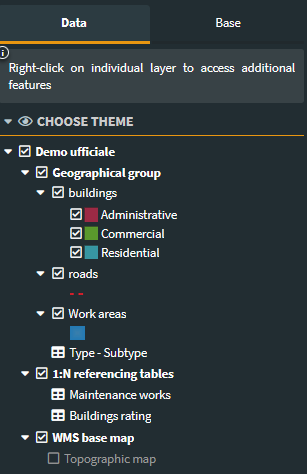 Data Base
Right-click on individual layer to access additional
features
CHOOSE THEME
Demo ufficiale
Geographical group
buildings
Administrative
Commercial
Residential
roads
Work areas
Type - Subtype
1:N referencing tables
Maintenance works
Buildings rating
WMS base map
Topographic map